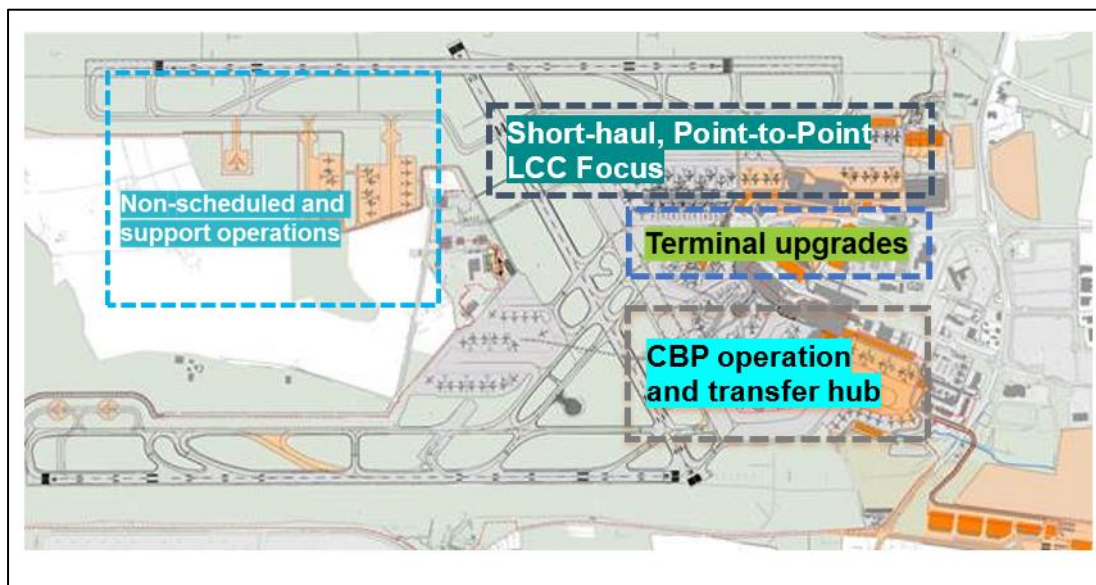 Short-haul, Point-to-Point
LCC Focus
Non-scheduled and
support operations
Terminal upgrades
CBP operation
and transfer hub